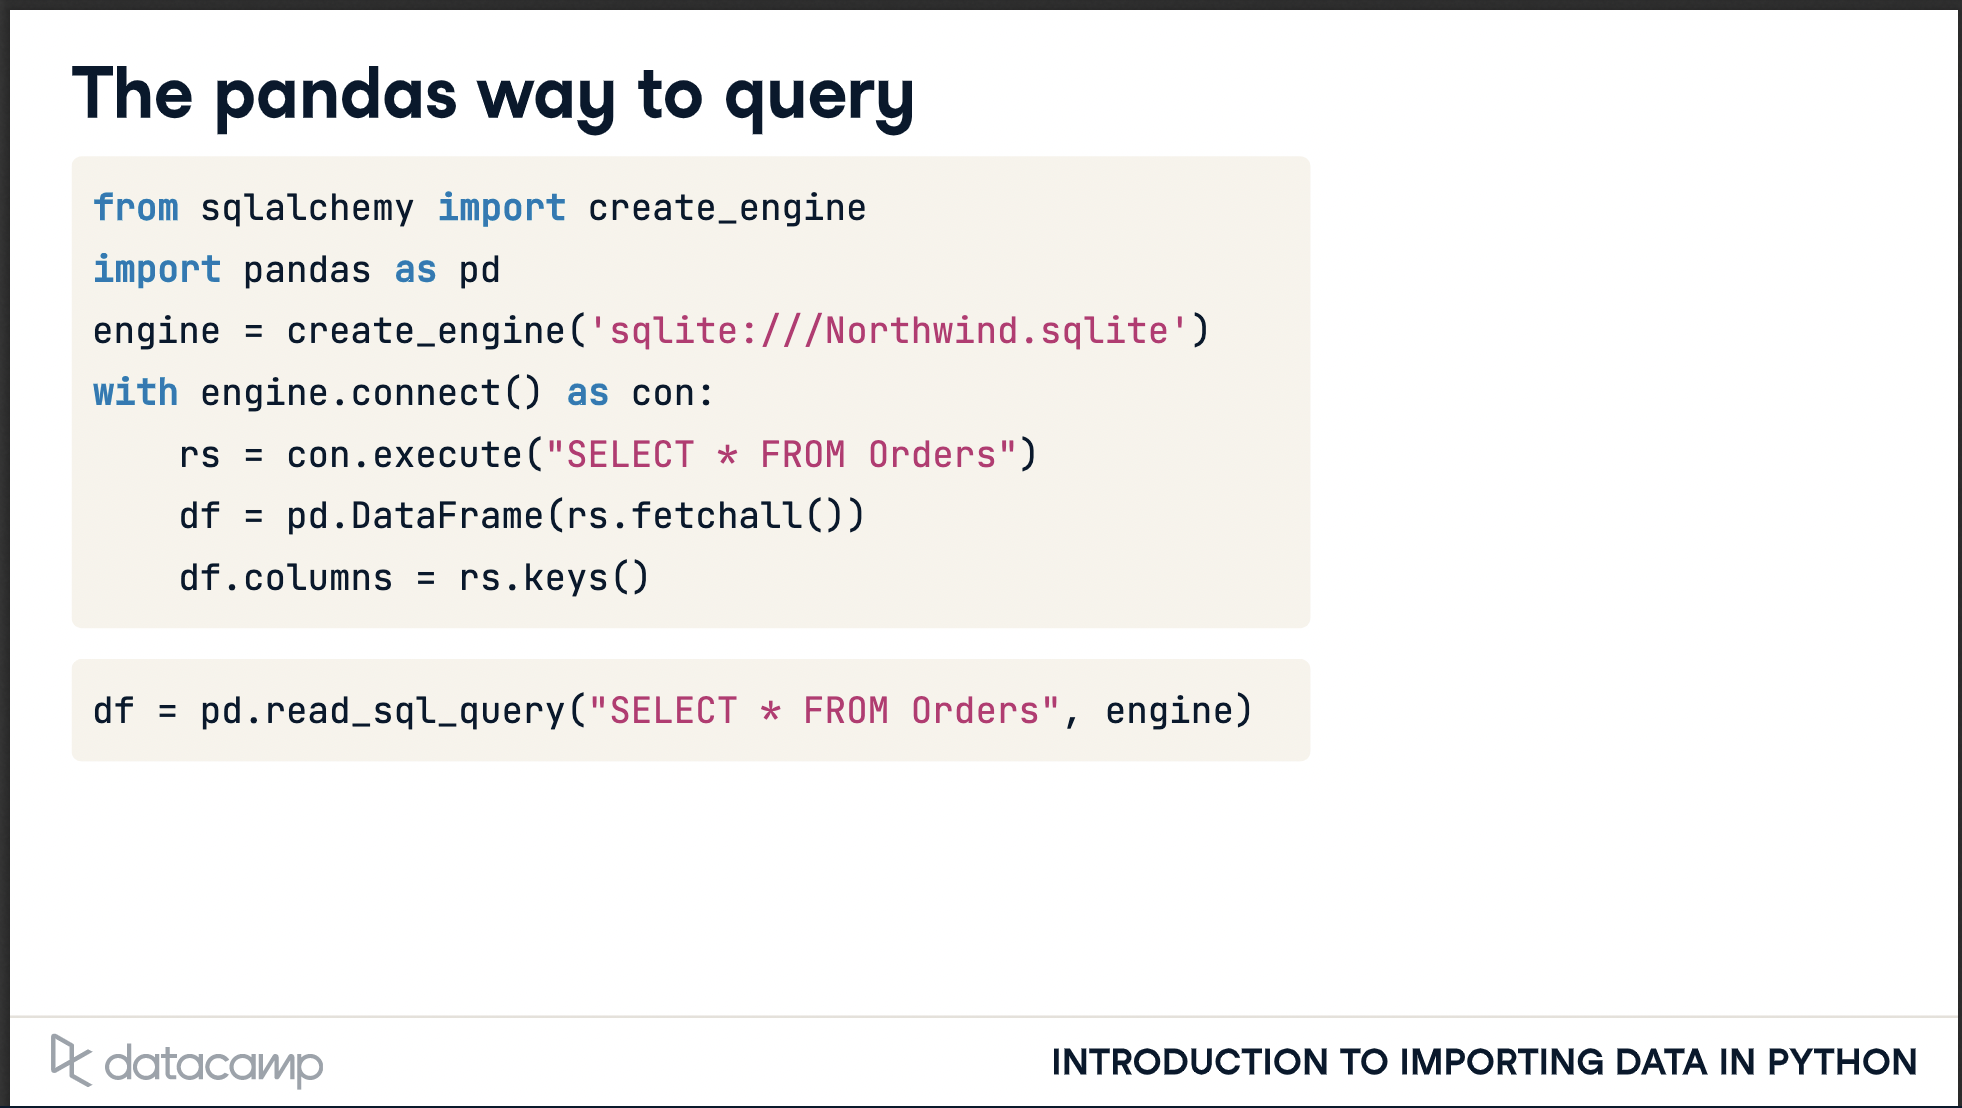 The pandas way to query
from sqlalchemy import create_engine
import pandas as pd
engine = create_engine('sqlite:///Northwind.sqlite')
with engine.connect() as con:
    rs = con.execute("SELECT * FROM Orders")
    df = pd.DataFrame(rs.fetchall())
    df.columns = rs.keys()
df = pd.read_sql_query("SELECT * FROM Orders", engine)
datacamp
INTRODUCTION TO IMPORTING DATA IN PYTHON